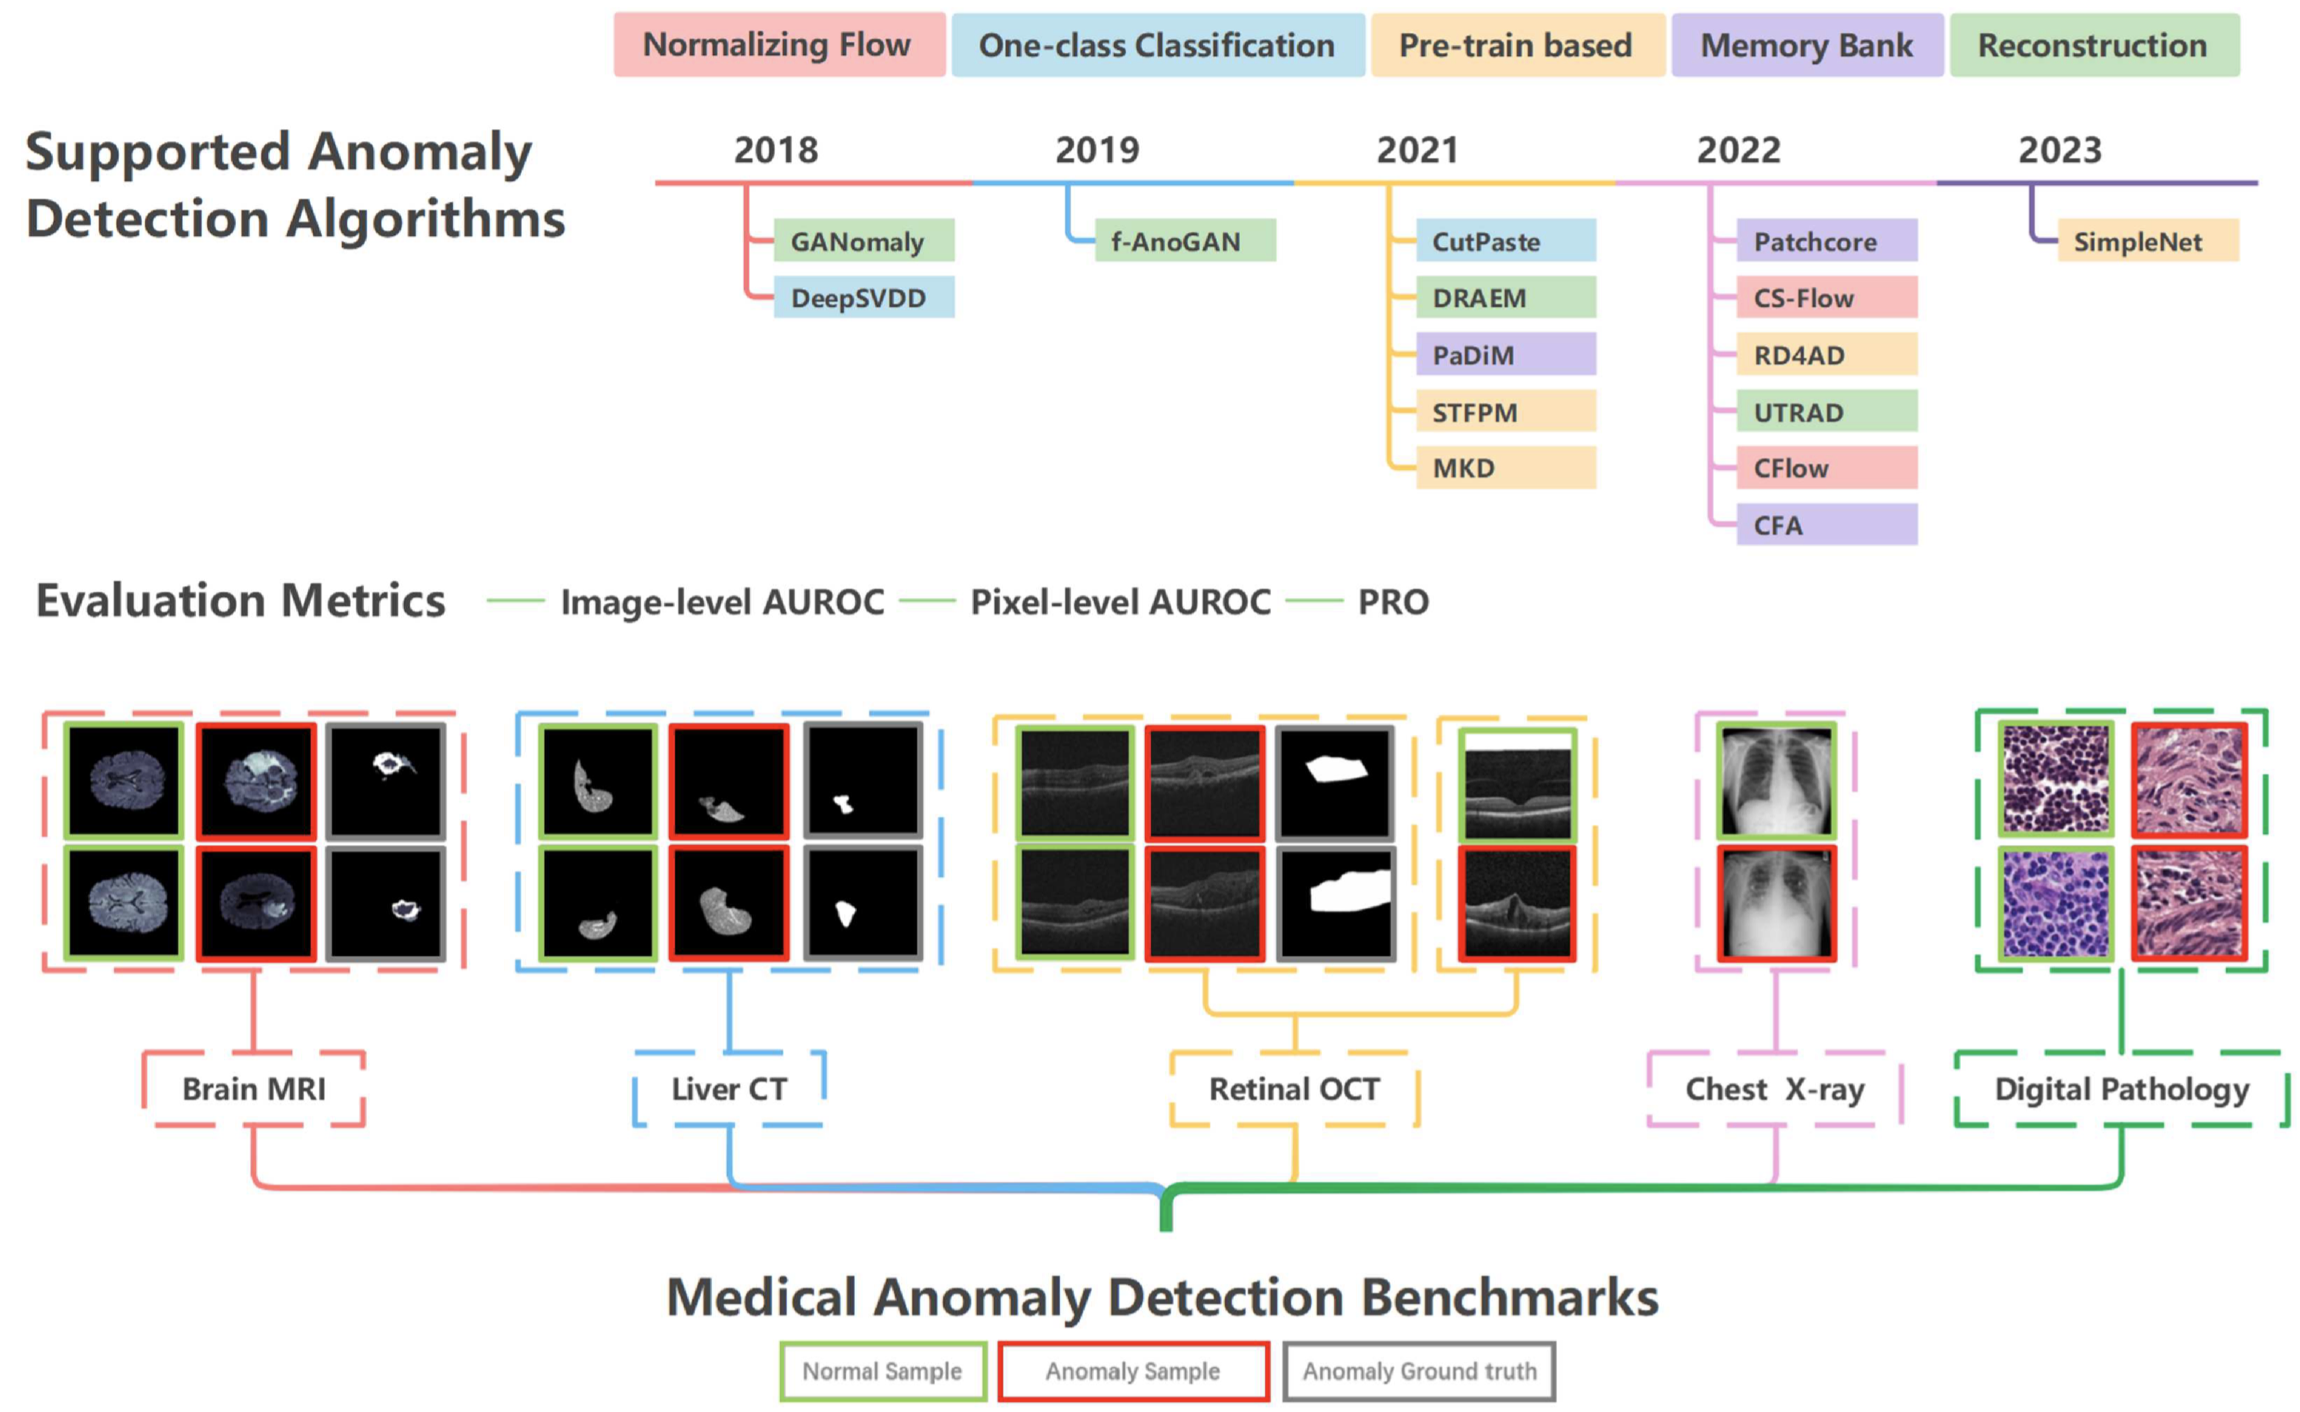 Normalizing Flow
One-class Classification
Pre-train based
Memory Bank
Reconstruction
Supported Anomaly
Detection Algorithms
2018
GANomaly
DeepSVDD
2019
f-AnoGAN
2021
CutPaste
DRAEM
PaDiM
STFPM
MKD
2022
Patchcore
CS-Flow
RD4AD
UTRAD
CFlow
CFA
2023
SimpleNet
Evaluation Metrics
Image-level AUROC
Pixel-level AUROC
PRO
Brain MRI
Liver CT
Retinal OCT
Chest X-ray
Digital Pathology
Medical Anomaly Detection Benchmarks
Normal Sample
Anomaly Sample
Anomaly Ground truth